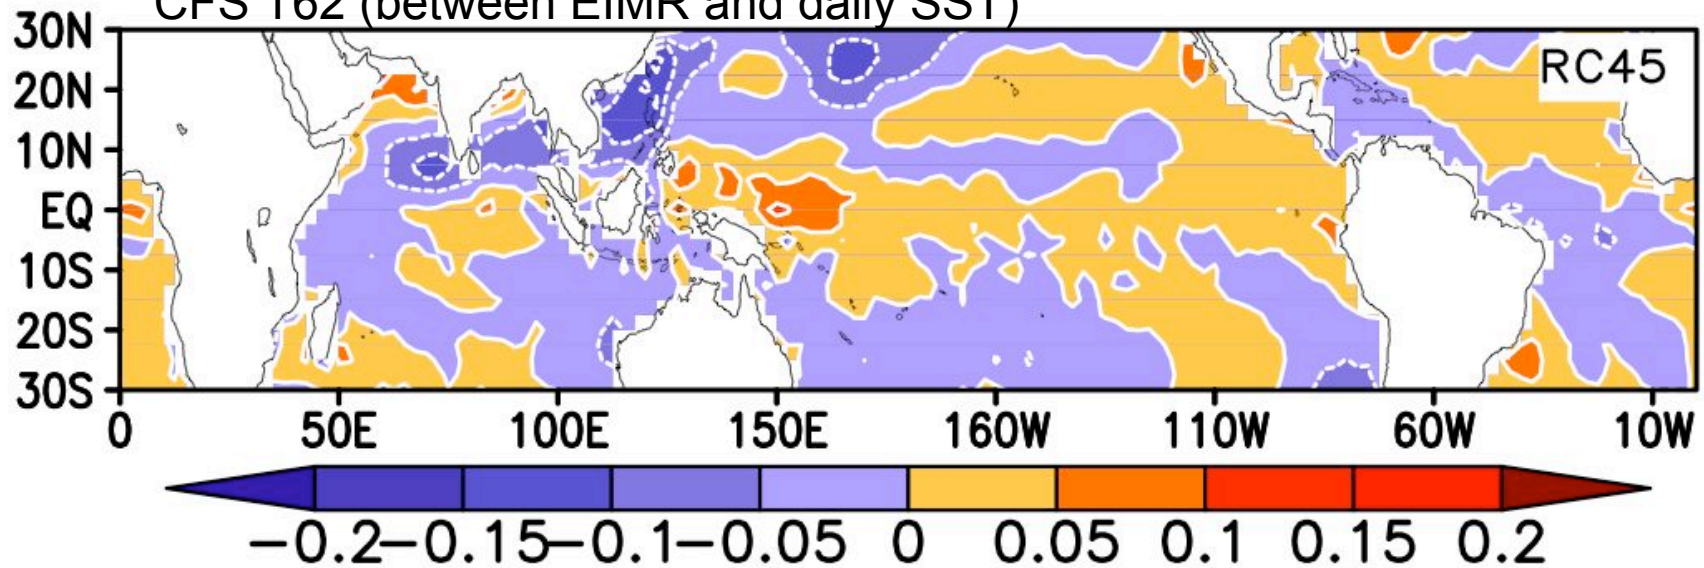 CFS T62 (between EIMR and daily SST)
30N
RC45
20N
10N
EQ
10S
20S
30S
0 50E 100E 150E 160W 110W 60W 10W
−0.2−0.15−0.1−0.05 0 0.05 0.1 0.15 0.2